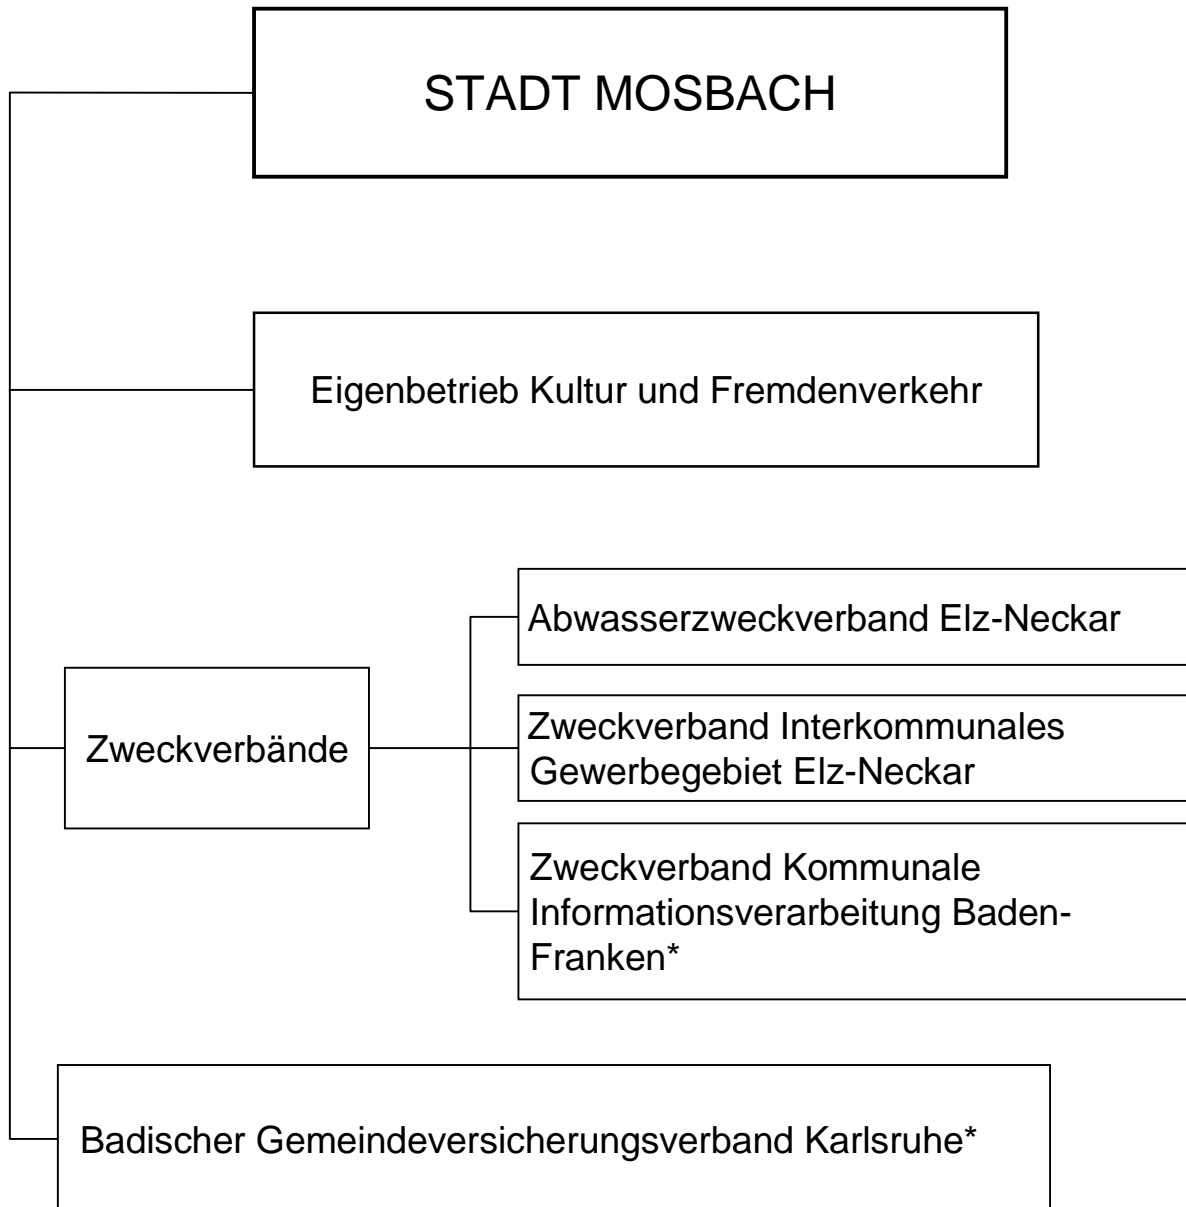 STADT MOSBACH
Eigenbetrieb Kultur und Fremdenverkehr
Abwasserzweckverband Elz-Neckar
Zweckverbände
Zweckverband Interkommunales
Gewerbegebiet Elz-Neckar
Zweckverband Kommunale
Informationsverarbeitung Baden-
Franken*
Badischer Gemeindeversicherungsverband Karlsruhe*